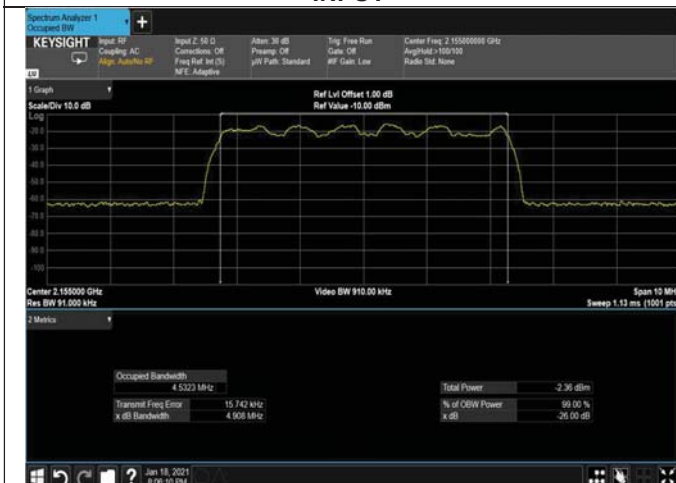 INPUT
Spectrum Analyzer 1
Occupied BW
+
KEYSIGHT
Input: RF
Coupling: AC
Align: Auto/No RF
Input Z: 50 Ω
Corrections: Off
Freq Ref: Int (S)
NFE: Adaptive
Atten: 30 dB
Preamp: Off
µW Path: Standard
Trig: Free Run
Gate: Off
#IF Gain: Low
Center Freq: 2.155000000 GHz
Avg|Hold:>100/100
Radio Std: None
LXI
1 Graph
Scale/Div 10.0 dB
Ref Lvl Offset 1.00 dB
Ref Value -10.00 dBm
Log
-20.0
-30.0
-40.0
-50.0
-60.0
-70.0
-80.0
-90.0
-100
Center 2.155000 GHz
Res BW 91.000 kHz
Video BW 910.00 kHz
Span 10 MH
Sweep 1.13 ms (1001 pts
2 Metrics
Occupied Bandwidth
4.5323 MHz
Transmit Freq Error 15.742 kHz
x dB Bandwidth 4.908 MHz
Total Power -2.36 dBm
% of OBW Power 99.00 %
x dB -26.00 dB
?
Jan 18, 2021
8:06:10 PM